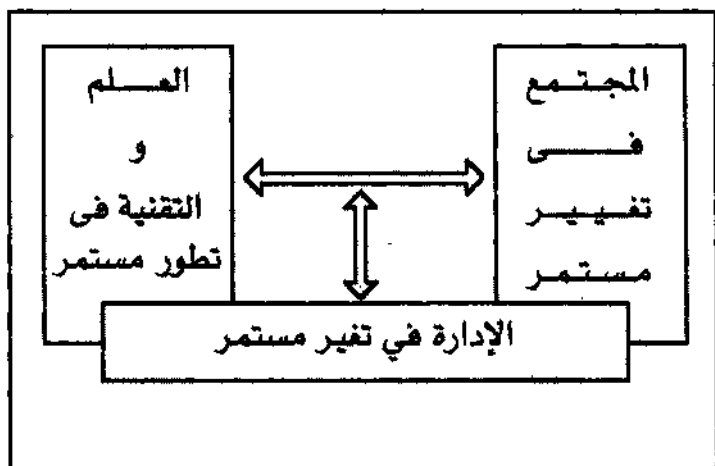 المجتمع
فى
تغيير
مستمر
العلم
و
التقنية فى
تطور مستمر
الإدارة في تغير مستمر